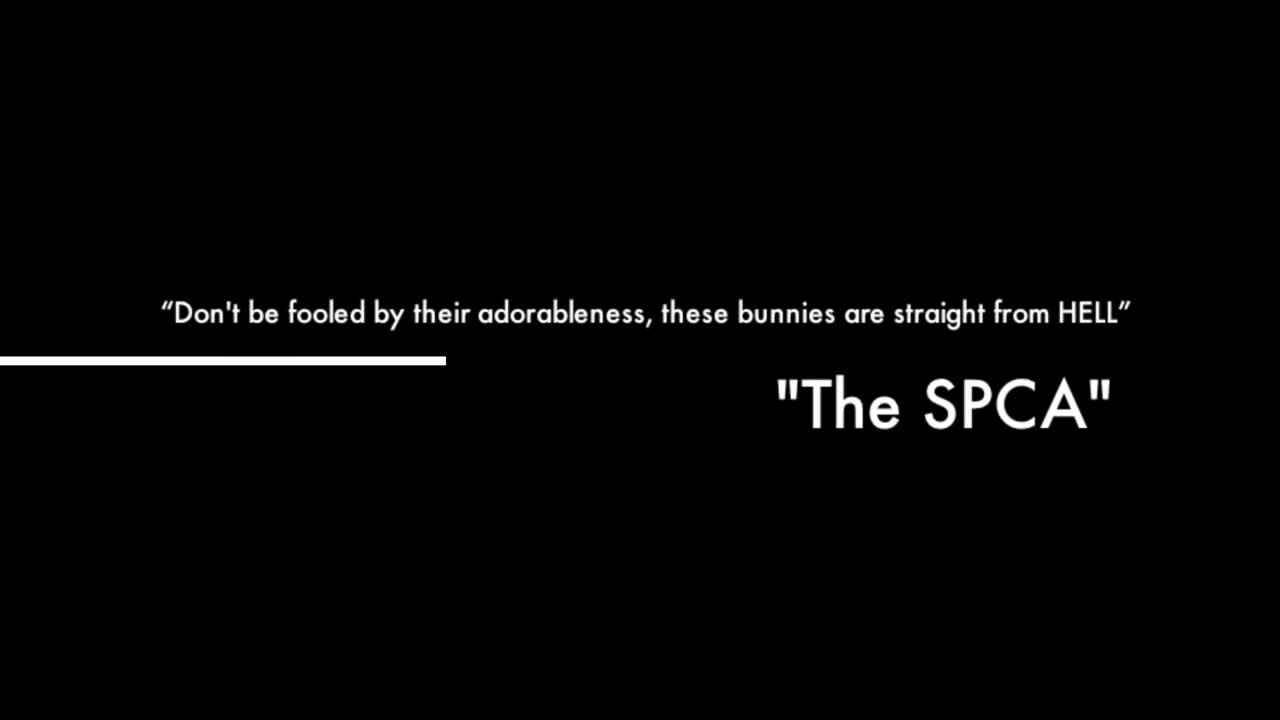 “Don't be fooled by their adorableness, these bunnies are straight from HELL”
"The SPCA"